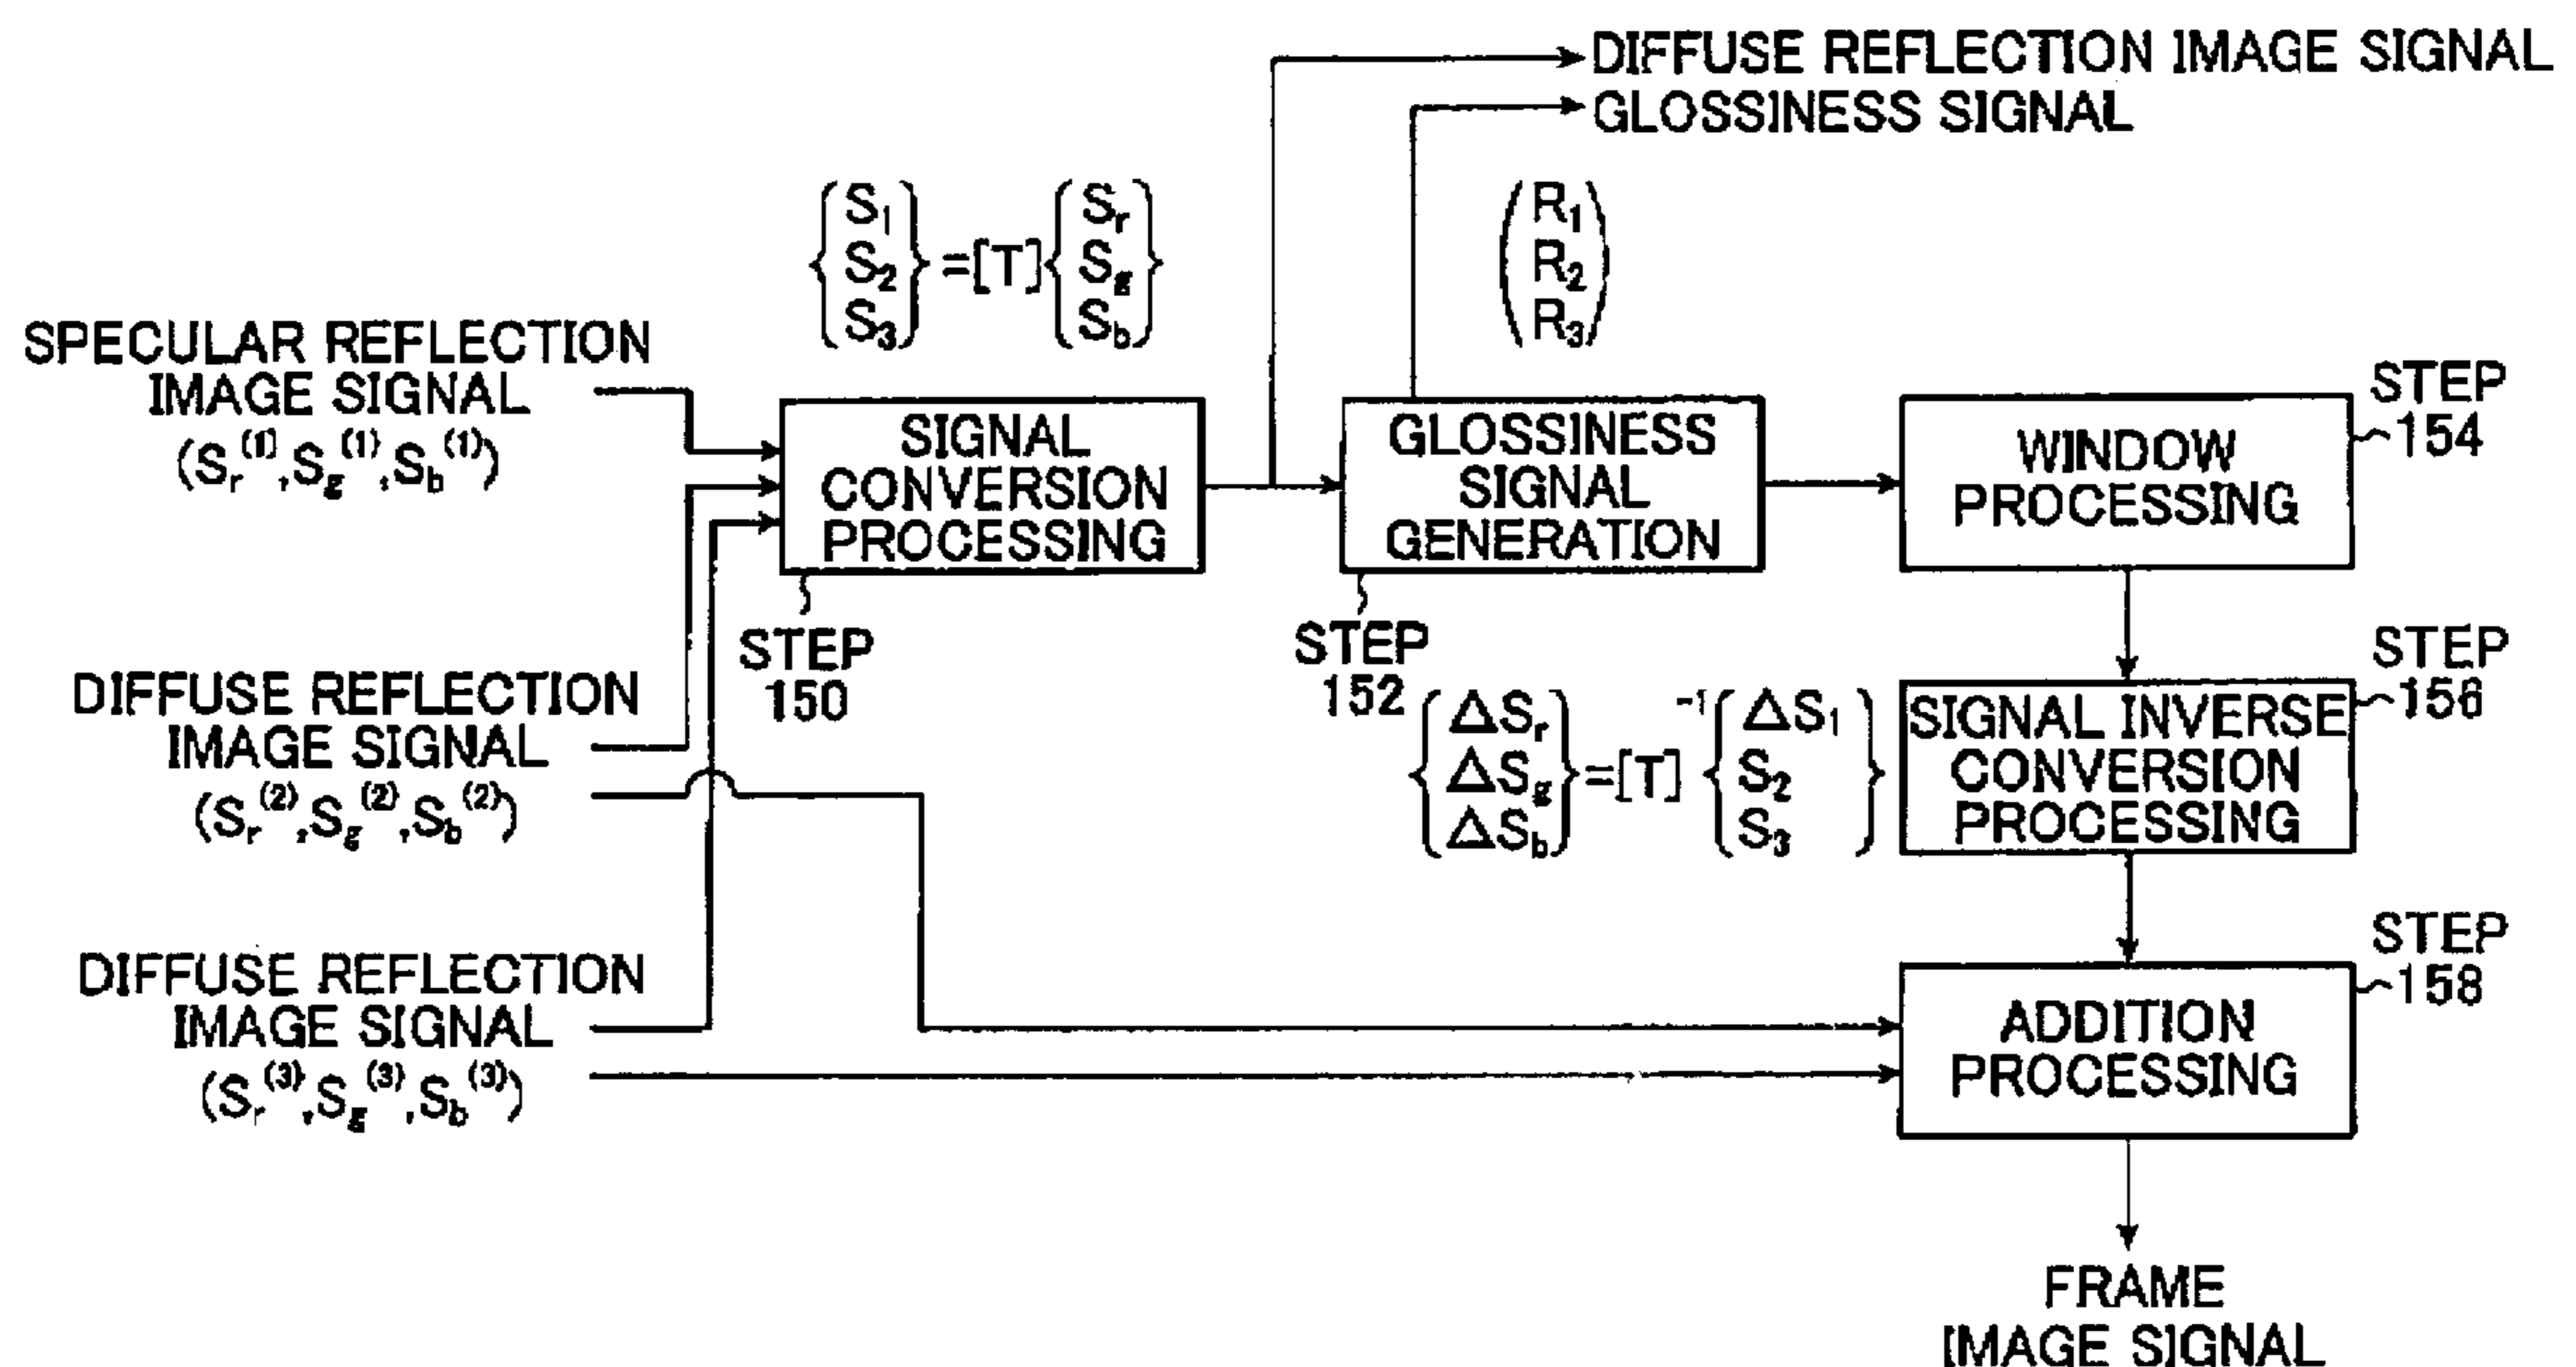 DIFFUSE REFLECTION IMAGE SIGNAL
GLOSSINESS SIGNAL
{S1 S2 S3} =[T] {Sr Sg Sb}
(R1 R2 R3)
SPECULAR REFLECTION
IMAGE SIGNAL
(Sr(1),Sg(1),Sb(1))
SIGNAL
CONVERSION
PROCESSING
STEP
150
GLOSSINESS
SIGNAL
GENERATION
STEP
152
WINDOW
PROCESSING
STEP
154
DIFFUSE REFLECTION
IMAGE SIGNAL
(Sr(2),Sg(2),Sb(2))
{ΔSr ΔSg ΔSb} =[T]-1 {ΔS1 S2 S3}
SIGNAL INVERSE
CONVERSION
PROCESSING
STEP
156
DIFFUSE REFLECTION
IMAGE SIGNAL
(Sr(3),Sg(3),Sb(3))
ADDITION
PROCESSING
STEP
158
FRAME
IMAGE SIGNAL